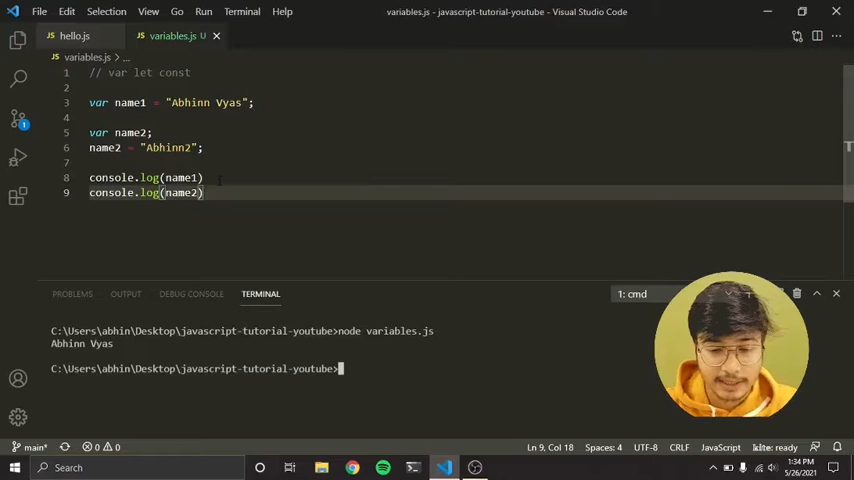 File Edit Selection View Go Run Terminal Help variables.js - javascript-tutorial-youtube - Visual Studio Code
JS hello.js JS variables.js U
JS variables.js > ...
1 // var let const
2
3 var name1 = "Abhinn Vyas";
4
5 var name2;
6 name2 = "Abhinn2";
7
8 console.log(name1)
9 console.log(name2)
PROBLEMS OUTPUT DEBUG CONSOLE TERMINAL 1: cmd
C:\Users\abhin\Desktop\javascript-tutorial-youtube>node variables.js
Abhinn Vyas
C:\Users\abhin\Desktop\javascript-tutorial-youtube>
1
main* 0 0 Ln 9, Col 18 Spaces: 4 UTF-8 CRLF JavaScript kite: ready
Search
1:34 PM
5/26/2021